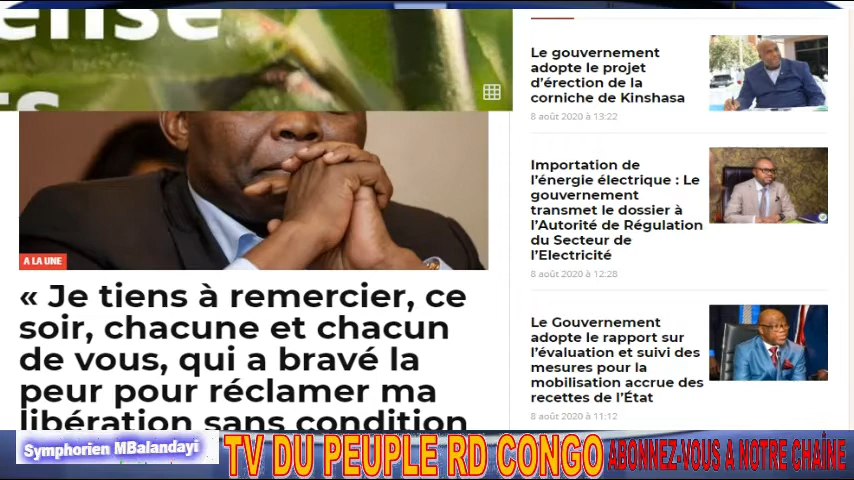 ense
ts
A LA UNE
« Je tiens à remercier, ce
soir, chacune et chacun
de vous, qui a bravé la
peur pour réclamer ma
libération sans condition
Le gouvernement
adopte le projet
d'érection de la
corniche de Kinshasa
8 août 2020 à 13:22
Importation de
l'énergie électrique : Le
gouvernement
transmet le dossier à
l'Autorité de Régulation
du Secteur de
l'Electricité
8 août 2020 à 12:28
Le Gouvernement
adopte le rapport sur
l'évaluation et suivi des
mesures pour la
mobilisation accrue des
recettes de l'État
8 août 2020 à 11:12
Symphorien MBalandayi
TV DU PEUPLE RD CONGO
ABONNEZ-VOUS A NOTRE CHAÎNE